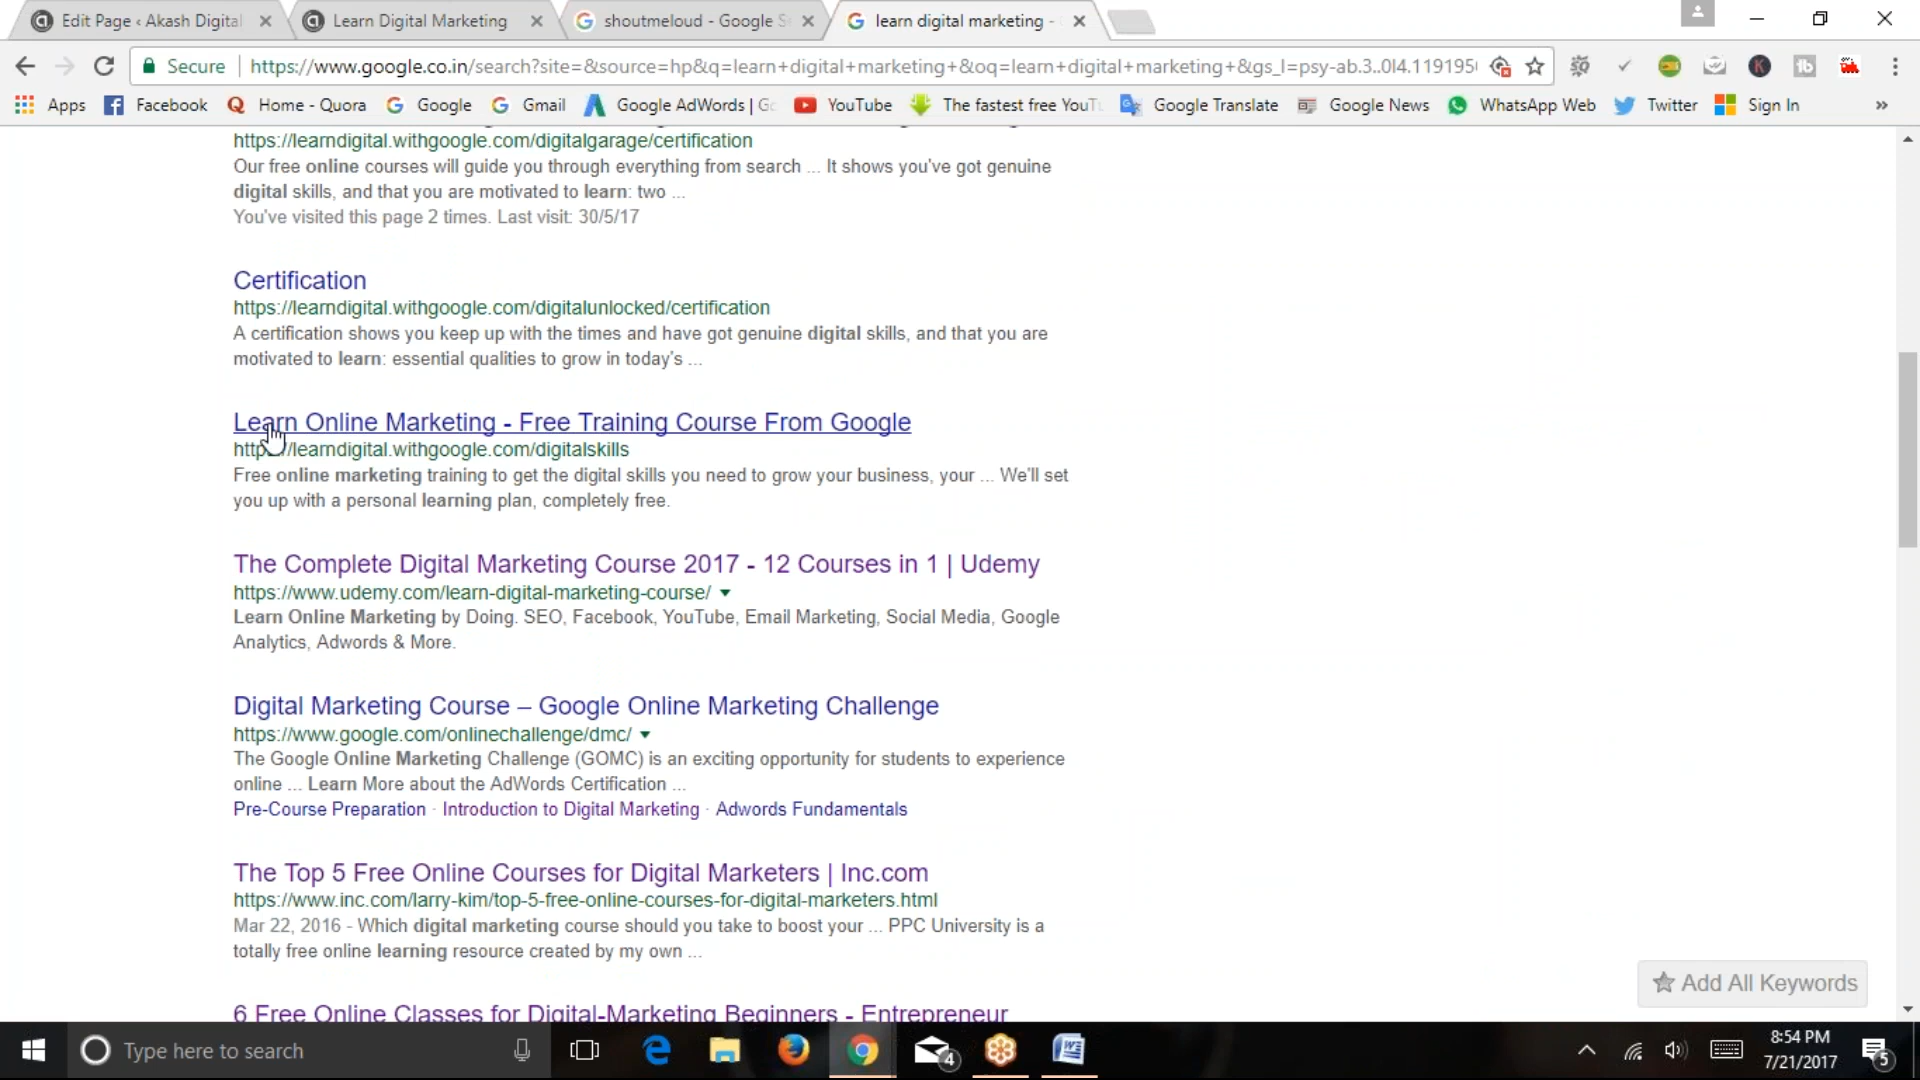 Edit Page ‹ Akash Digital
Learn Digital Marketing
shoutmeloud - Google S
learn digital marketing -
Secure
https://www.google.co.in/search?site=&source=hp&q=learn+digital+marketing+&oq=learn+digital+marketing+&gs_l=psy-ab.3..0l4.119195
Apps
Facebook
Home - Quora
Google
Gmail
Google AdWords | Go
YouTube
The fastest free YouT
Google Translate
Google News
WhatsApp Web
Twitter
Sign In
»
https://learndigital.withgoogle.com/digitalgarage/certification
Our free online courses will guide you through everything from search ... It shows you've got genuine
digital skills, and that you are motivated to learn: two ...
You've visited this page 2 times. Last visit: 30/5/17
Certification
https://learndigital.withgoogle.com/digitalunlocked/certification
A certification shows you keep up with the times and have got genuine digital skills, and that you are
motivated to learn: essential qualities to grow in today's ...
Learn Online Marketing - Free Training Course From Google
https://learndigital.withgoogle.com/digitalskills
Free online marketing training to get the digital skills you need to grow your business, your ... We'll set
you up with a personal learning plan, completely free.
The Complete Digital Marketing Course 2017 - 12 Courses in 1 | Udemy
https://www.udemy.com/learn-digital-marketing-course/
Learn Online Marketing by Doing. SEO, Facebook, YouTube, Email Marketing, Social Media, Google
Analytics, Adwords & More.
Digital Marketing Course – Google Online Marketing Challenge
https://www.google.com/onlinechallenge/dmc/
The Google Online Marketing Challenge (GOMC) is an exciting opportunity for students to experience
online ... Learn More about the AdWords Certification ...
Pre-Course Preparation · Introduction to Digital Marketing · Adwords Fundamentals
The Top 5 Free Online Courses for Digital Marketers | Inc.com
https://www.inc.com/larry-kim/top-5-free-online-courses-for-digital-marketers.html
Mar 22, 2016 - Which digital marketing course should you take to boost your ... PPC University is a
totally free online learning resource created by my own ...
Add All Keywords
6 Free Online Classes for Digital-Marketing Beginners - Entrepreneur
Type here to search
4
8:54 PM
7/21/2017
5